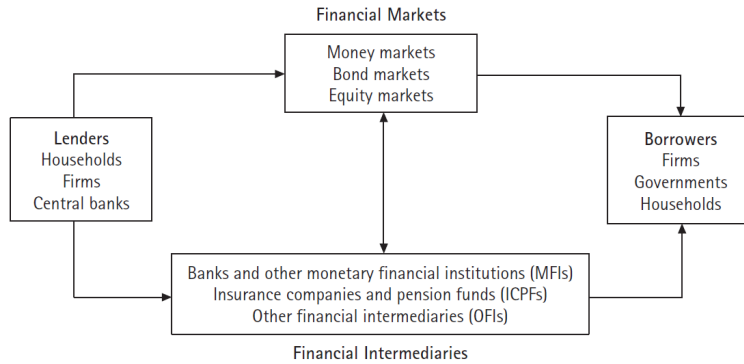 Financial Markets
Money markets
Bond markets
Equity markets
Lenders
Households
Firms
Central banks
Borrowers
Firms
Governments
Households
Banks and other monetary financial institutions (MFIs)
Insurance companies and pension funds (ICPFs)
Other financial intermediaries (OFIs)
Financial Intermediaries